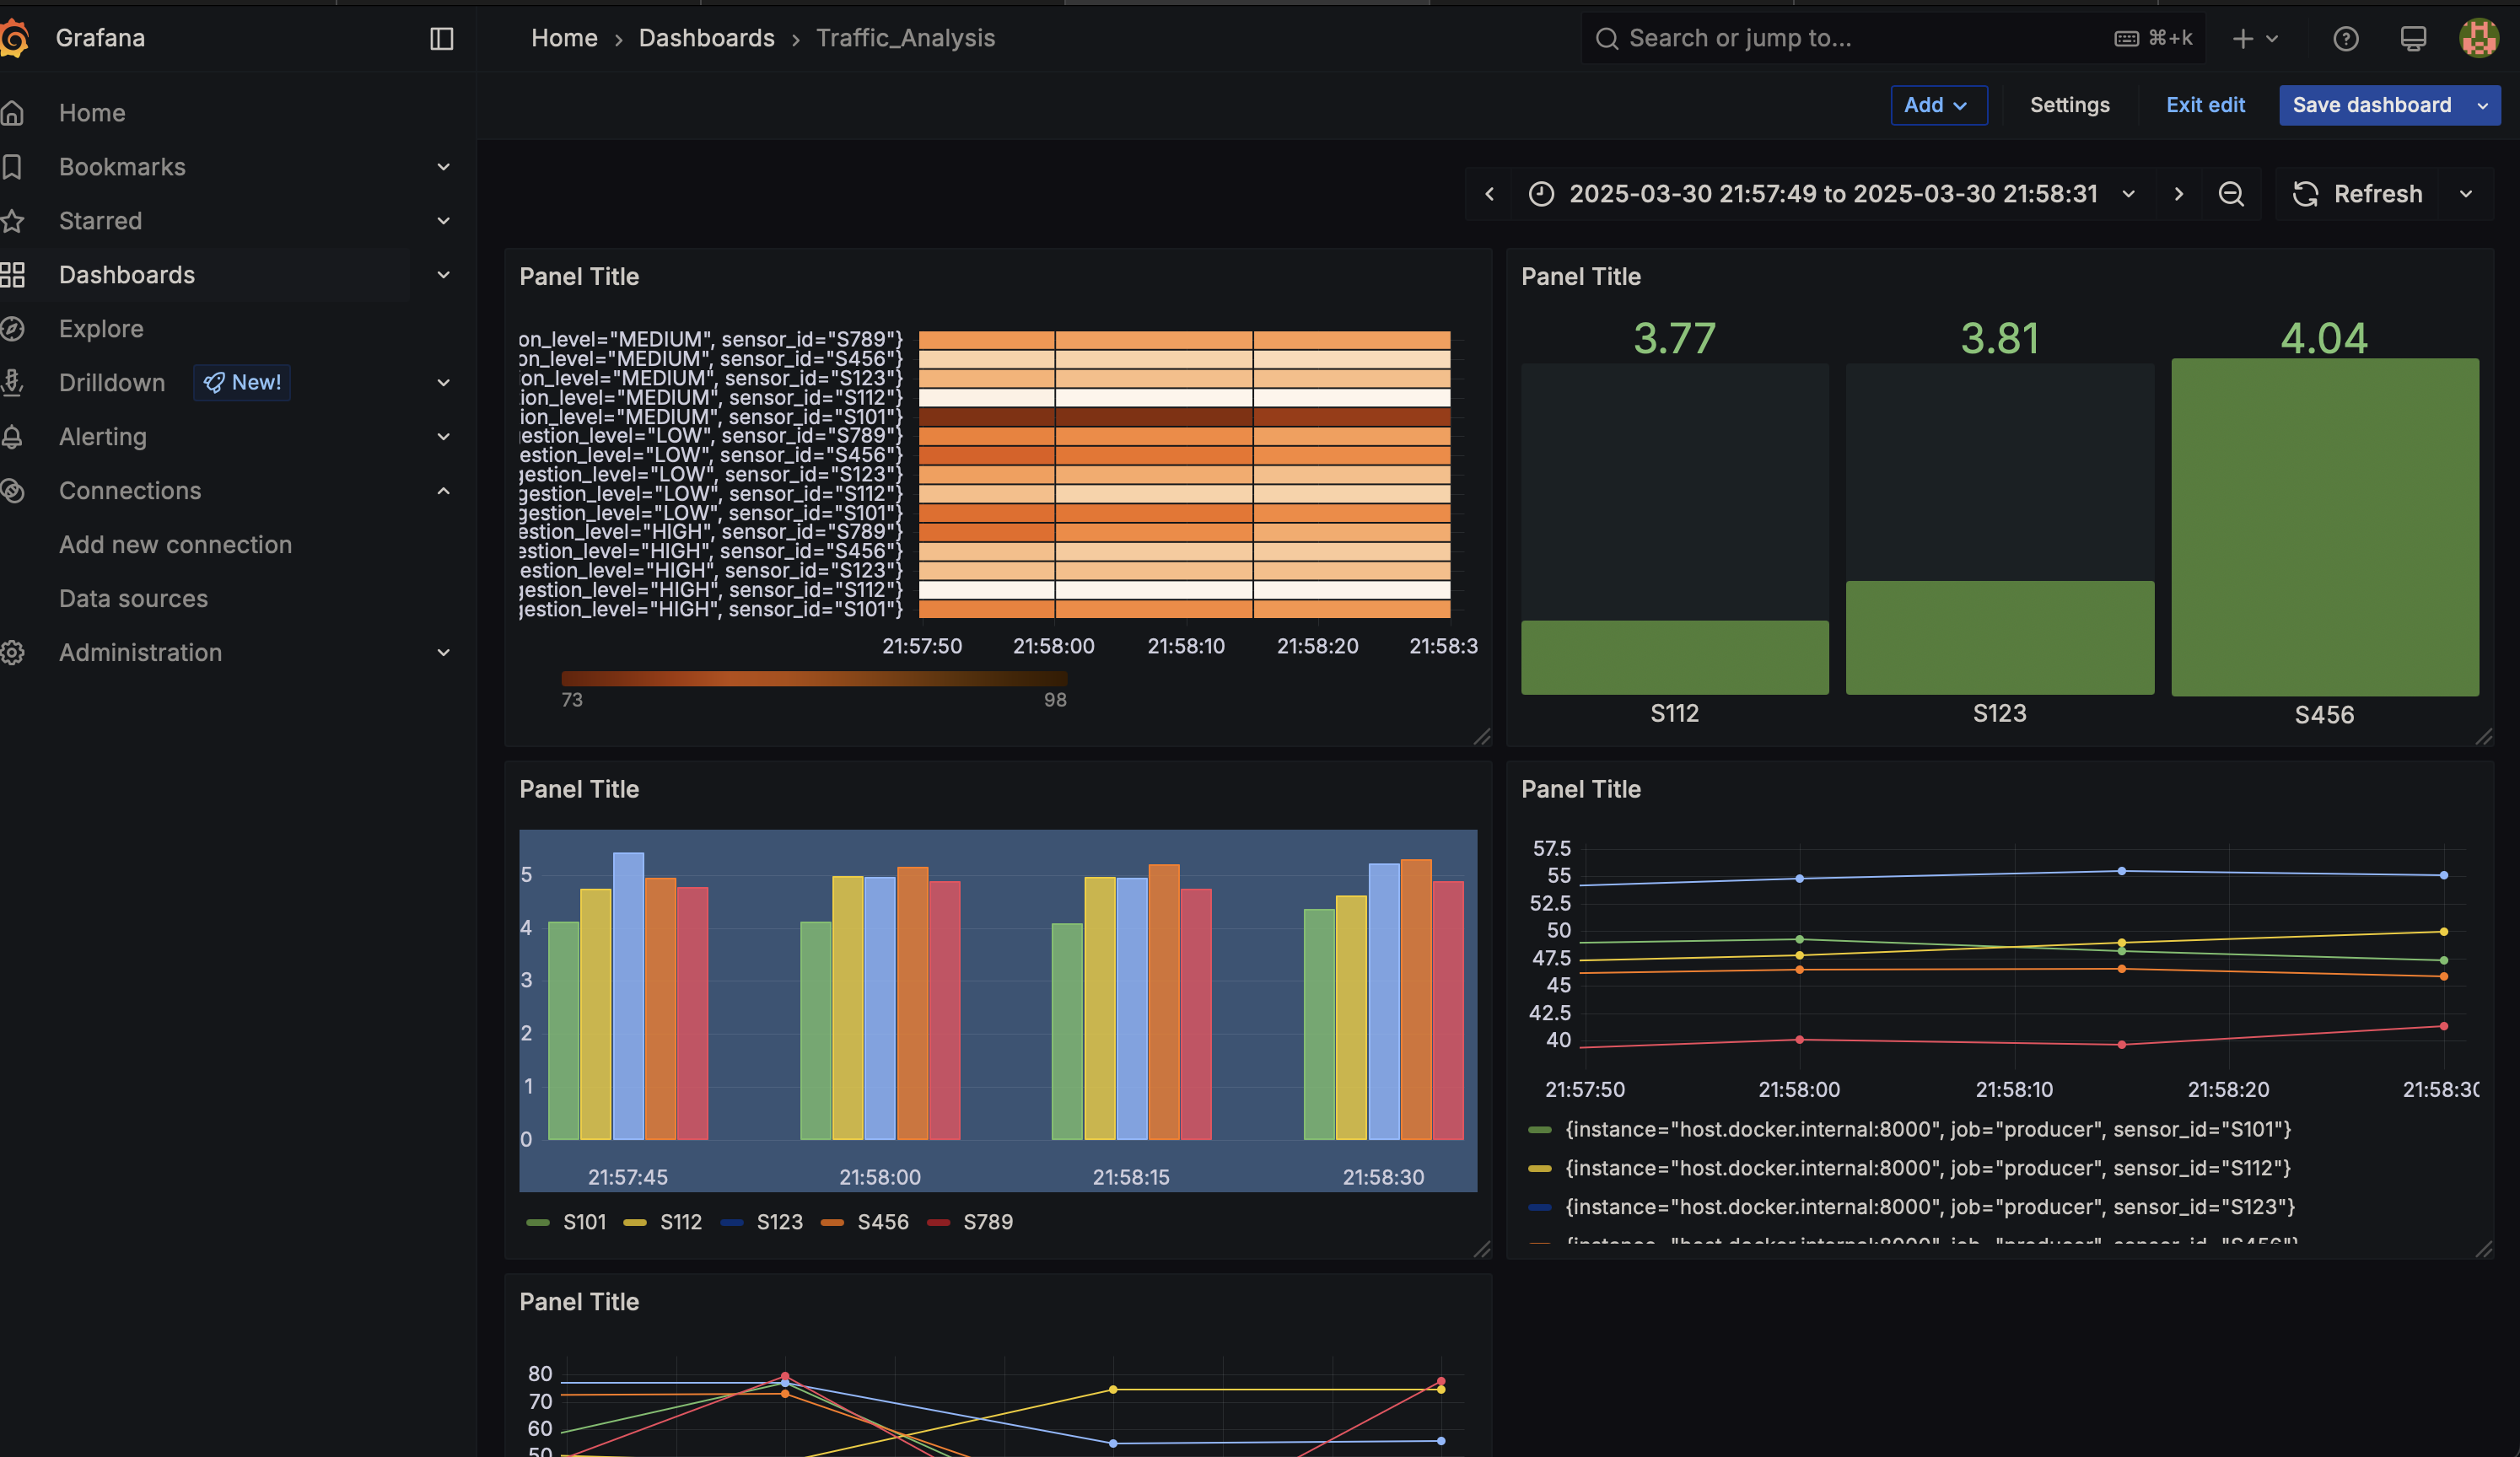 Grafana
Home › Dashboards › Traffic_Analysis
Search or jump to...
⌘+k
Add
Settings
Exit edit
Save dashboard
Home
Bookmarks
Starred
Dashboards
Explore
Drilldown New!
Alerting
Connections
Add new connection
Data sources
Administration
2025-03-30 21:57:49 to 2025-03-30 21:58:31
Refresh
Panel Title
on_level="MEDIUM", sensor_id="S789"}
on_level="MEDIUM", sensor_id="S456"}
ion_level="MEDIUM", sensor_id="S123"}
ion_level="MEDIUM", sensor_id="S112"}
ion_level="MEDIUM", sensor_id="S101"}
estion_level="LOW", sensor_id="S789"}
estion_level="LOW", sensor_id="S456"}
gestion_level="LOW", sensor_id="S123"}
gestion_level="LOW", sensor_id="S112"}
gestion_level="LOW", sensor_id="S101"}
estion_level="HIGH", sensor_id="S789"}
estion_level="HIGH", sensor_id="S456"}
estion_level="HIGH", sensor_id="S123"}
gestion_level="HIGH", sensor_id="S112"}
gestion_level="HIGH", sensor_id="S101"}
21:57:50 21:58:00 21:58:10 21:58:20 21:58:3
73 98
Panel Title
3.77 3.81 4.04
S112 S123 S456
Panel Title
5
4
3
2
1
0
21:57:45 21:58:00 21:58:15 21:58:30
S101 S112 S123 S456 S789
Panel Title
57.5
55
52.5
50
47.5
45
42.5
40
21:57:50 21:58:00 21:58:10 21:58:20 21:58:30
{instance="host.docker.internal:8000", job="producer", sensor_id="S101"}
{instance="host.docker.internal:8000", job="producer", sensor_id="S112"}
{instance="host.docker.internal:8000", job="producer", sensor_id="S123"}
{instance="host.docker.internal:8000", job="producer", sensor_id="S456"}
Panel Title
80
70
60
50